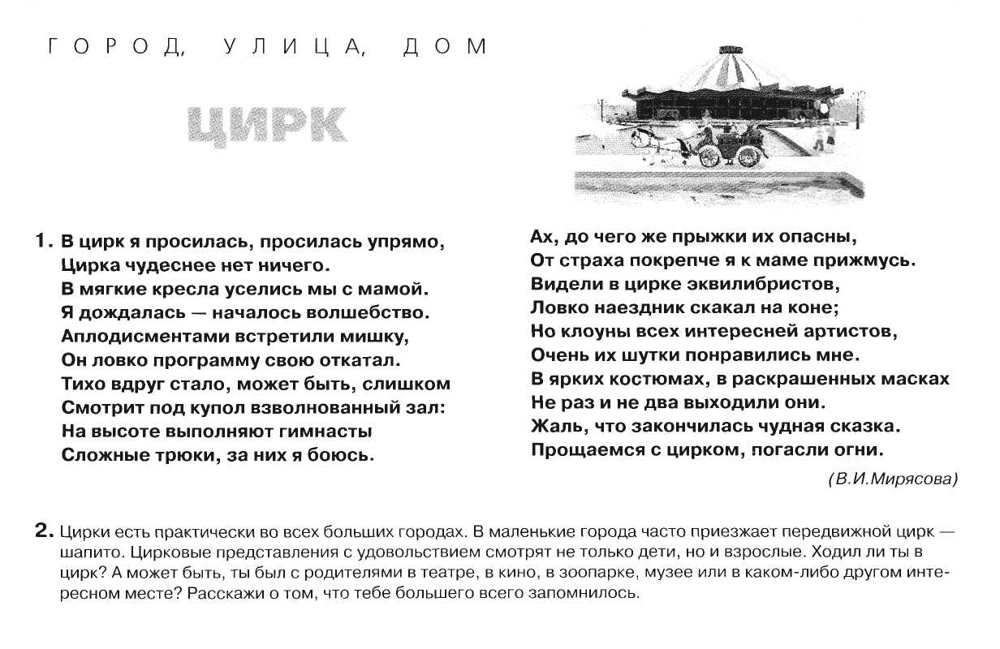 ГОРОД, УЛИЦА, ДОМ
ЦИРК
1. В цирк я просилась, просилась упрямо,
Цирка чудеснее нет ничего.
В мягкие кресла уселись мы с мамой.
Я дождалась — началось волшебство.
Аплодисментами встретили мишку,
Он ловко программу свою откатал.
Тихо вдруг стало, может быть, слишком
Смотрит под купол взволнованный зал:
На высоте выполняют гимнасты
Сложные трюки, за них я боюсь.
Ах, до чего же прыжки их опасны,
От страха покрепче я к маме прижмусь.
Видели в цирке эквилибристов,
Ловко наездник скакал на коне;
Но клоуны всех интересней артистов,
Очень их шутки понравились мне.
В ярких костюмах, в раскрашенных масках
Не раз и не два выходили они.
Жаль, что закончилась чудная сказка.
Прощаемся с цирком, погасли огни.
(В.И.Мирясова)
2. Цирки есть практически во всех больших городах. В маленькие города часто приезжает передвижной цирк —
шапито. Цирковые представления с удовольствием смотрят не только дети, но и взрослые. Ходил ли ты в
цирк? А может быть, ты был с родителями в театре, в кино, в зоопарке, музее или в каком-либо другом инте-
ресном месте? Расскажи о том, что тебе большего всего запомнилось.